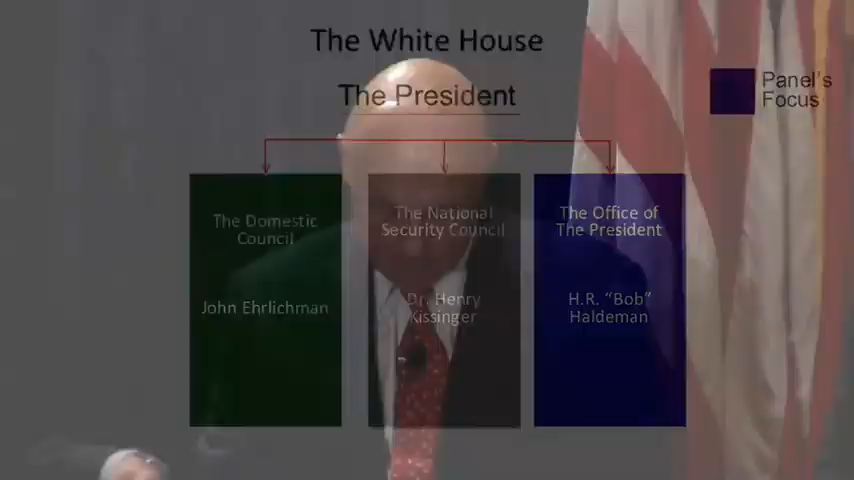 The White House
The President
Panel's
Focus
The Domestic
Council
The National
Security Council
The Office of
The President
John Ehrlichman
Dr. Henry
Kissinger
H.R. "Bob"
Haldeman